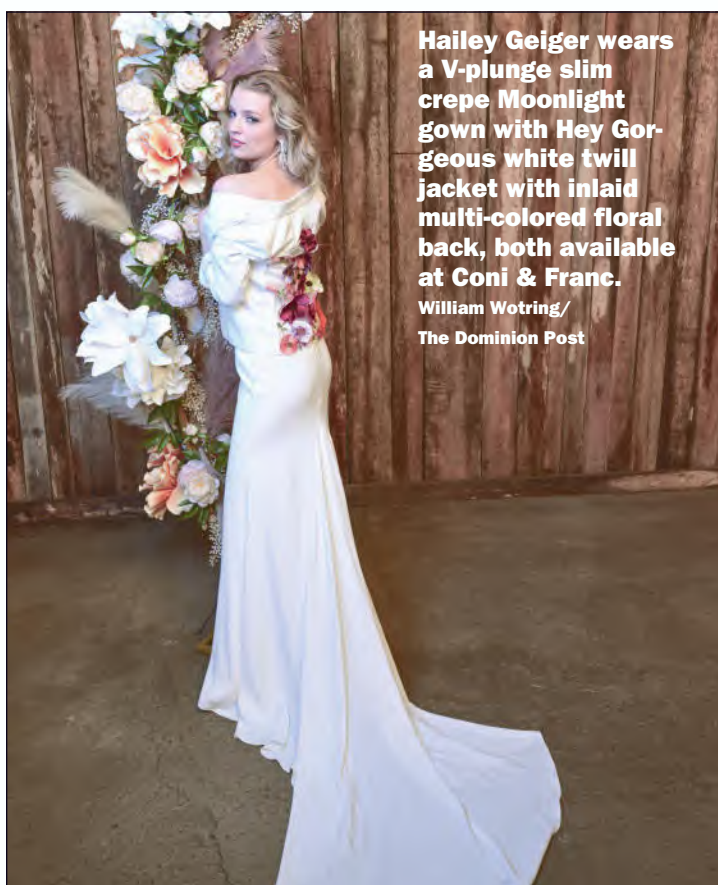 Hailey Geiger wears
a V-plunge slim
crepe Moonlight
gown with Hey Gor-
geous white twill
jacket with inlaid
multi-colored floral
back, both available
at Coni & Franc.
William Wotring/
The Dominion Post